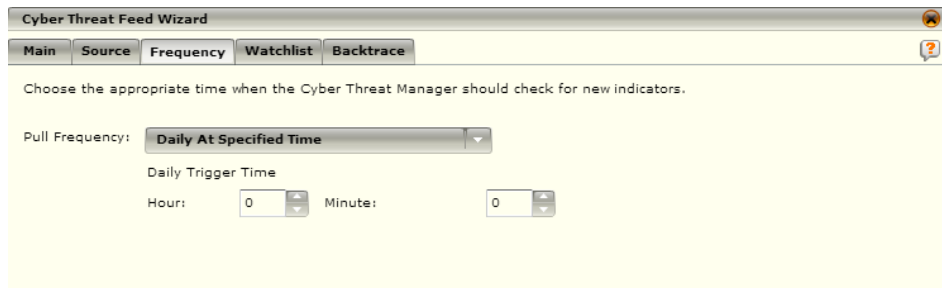 Cyber Threat Feed Wizard
Main Source Frequency Watchlist Backtrace
Choose the appropriate time when the Cyber Threat Manager should check for new indicators.
Pull Frequency: Daily At Specified Time
Daily Trigger Time
Hour: 0 Minute: 0